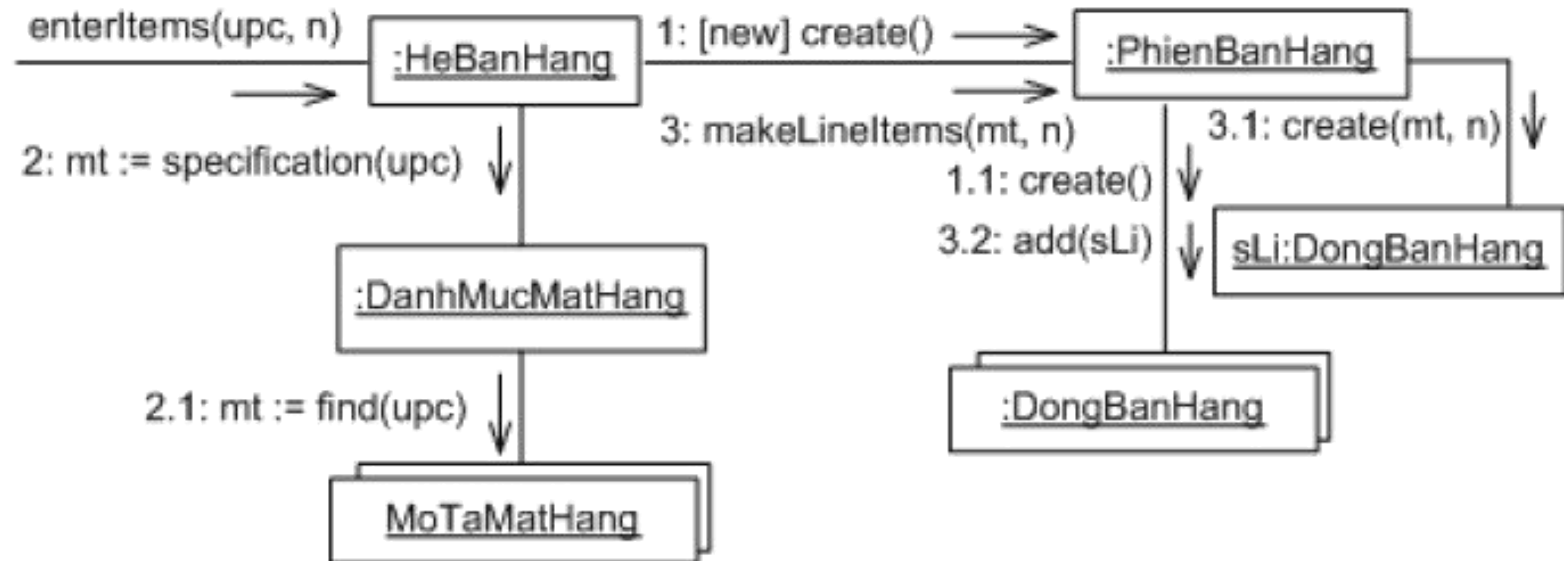 enterItems(upc, n)
:HeBanHang
1: [new] create()
:PhienBanHang
3: makeLineItems(mt, n)
3.1: create(mt, n)
2: mt := specification(upc)
1.1: create()
3.2: add(sLi)
sLi:DongBanHang
:DanhMucMatHang
2.1: mt := find(upc)
:DongBanHang
MoTaMatHang